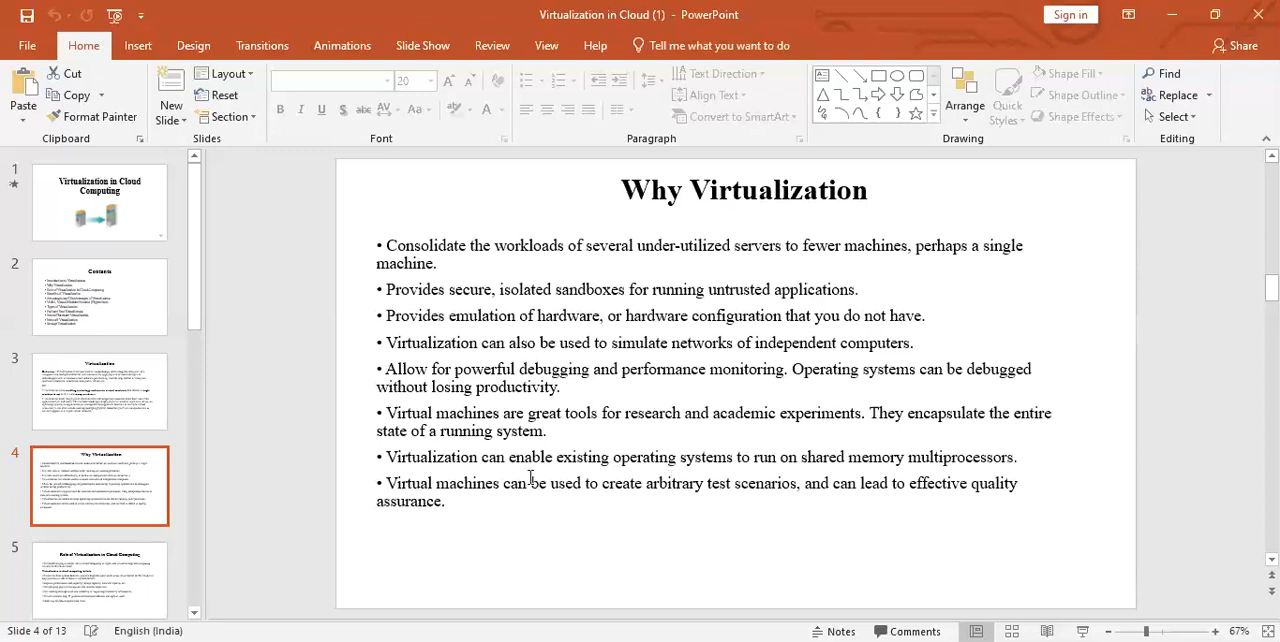 Virtualization in Cloud (1) - PowerPoint
Sign in
File Home Insert Design Transitions Animations Slide Show Review View Help Tell me what you want to do Share
Paste
Cut
Copy
Format Painter
Clipboard
New Slide
Layout
Reset
Section
Slides
20
B I U S abc AV Aa A
Font
Text Direction
Align Text
Convert to SmartArt
Paragraph
Arrange
Quick Styles
Shape Fill
Shape Outline
Shape Effects
Drawing
Find
Replace
Select
Editing
1
Virtualization in Cloud
Computing
2
Contents
3
Virtualization
4
Why Virtualization
5
Role of Virtualization in Cloud Computing
Why Virtualization
• Consolidate the workloads of several under-utilized servers to fewer machines, perhaps a single
machine.
• Provides secure, isolated sandboxes for running untrusted applications.
• Provides emulation of hardware, or hardware configuration that you do not have.
• Virtualization can also be used to simulate networks of independent computers.
• Allow for powerful debugging and performance monitoring. Operating systems can be debugged
without losing productivity.
• Virtual machines are great tools for research and academic experiments. They encapsulate the entire
state of a running system.
• Virtualization can enable existing operating systems to run on shared memory multiprocessors.
• Virtual machines can be used to create arbitrary test scenarios, and can lead to effective quality
assurance.
Slide 4 of 13 English (India) Notes Comments 67%